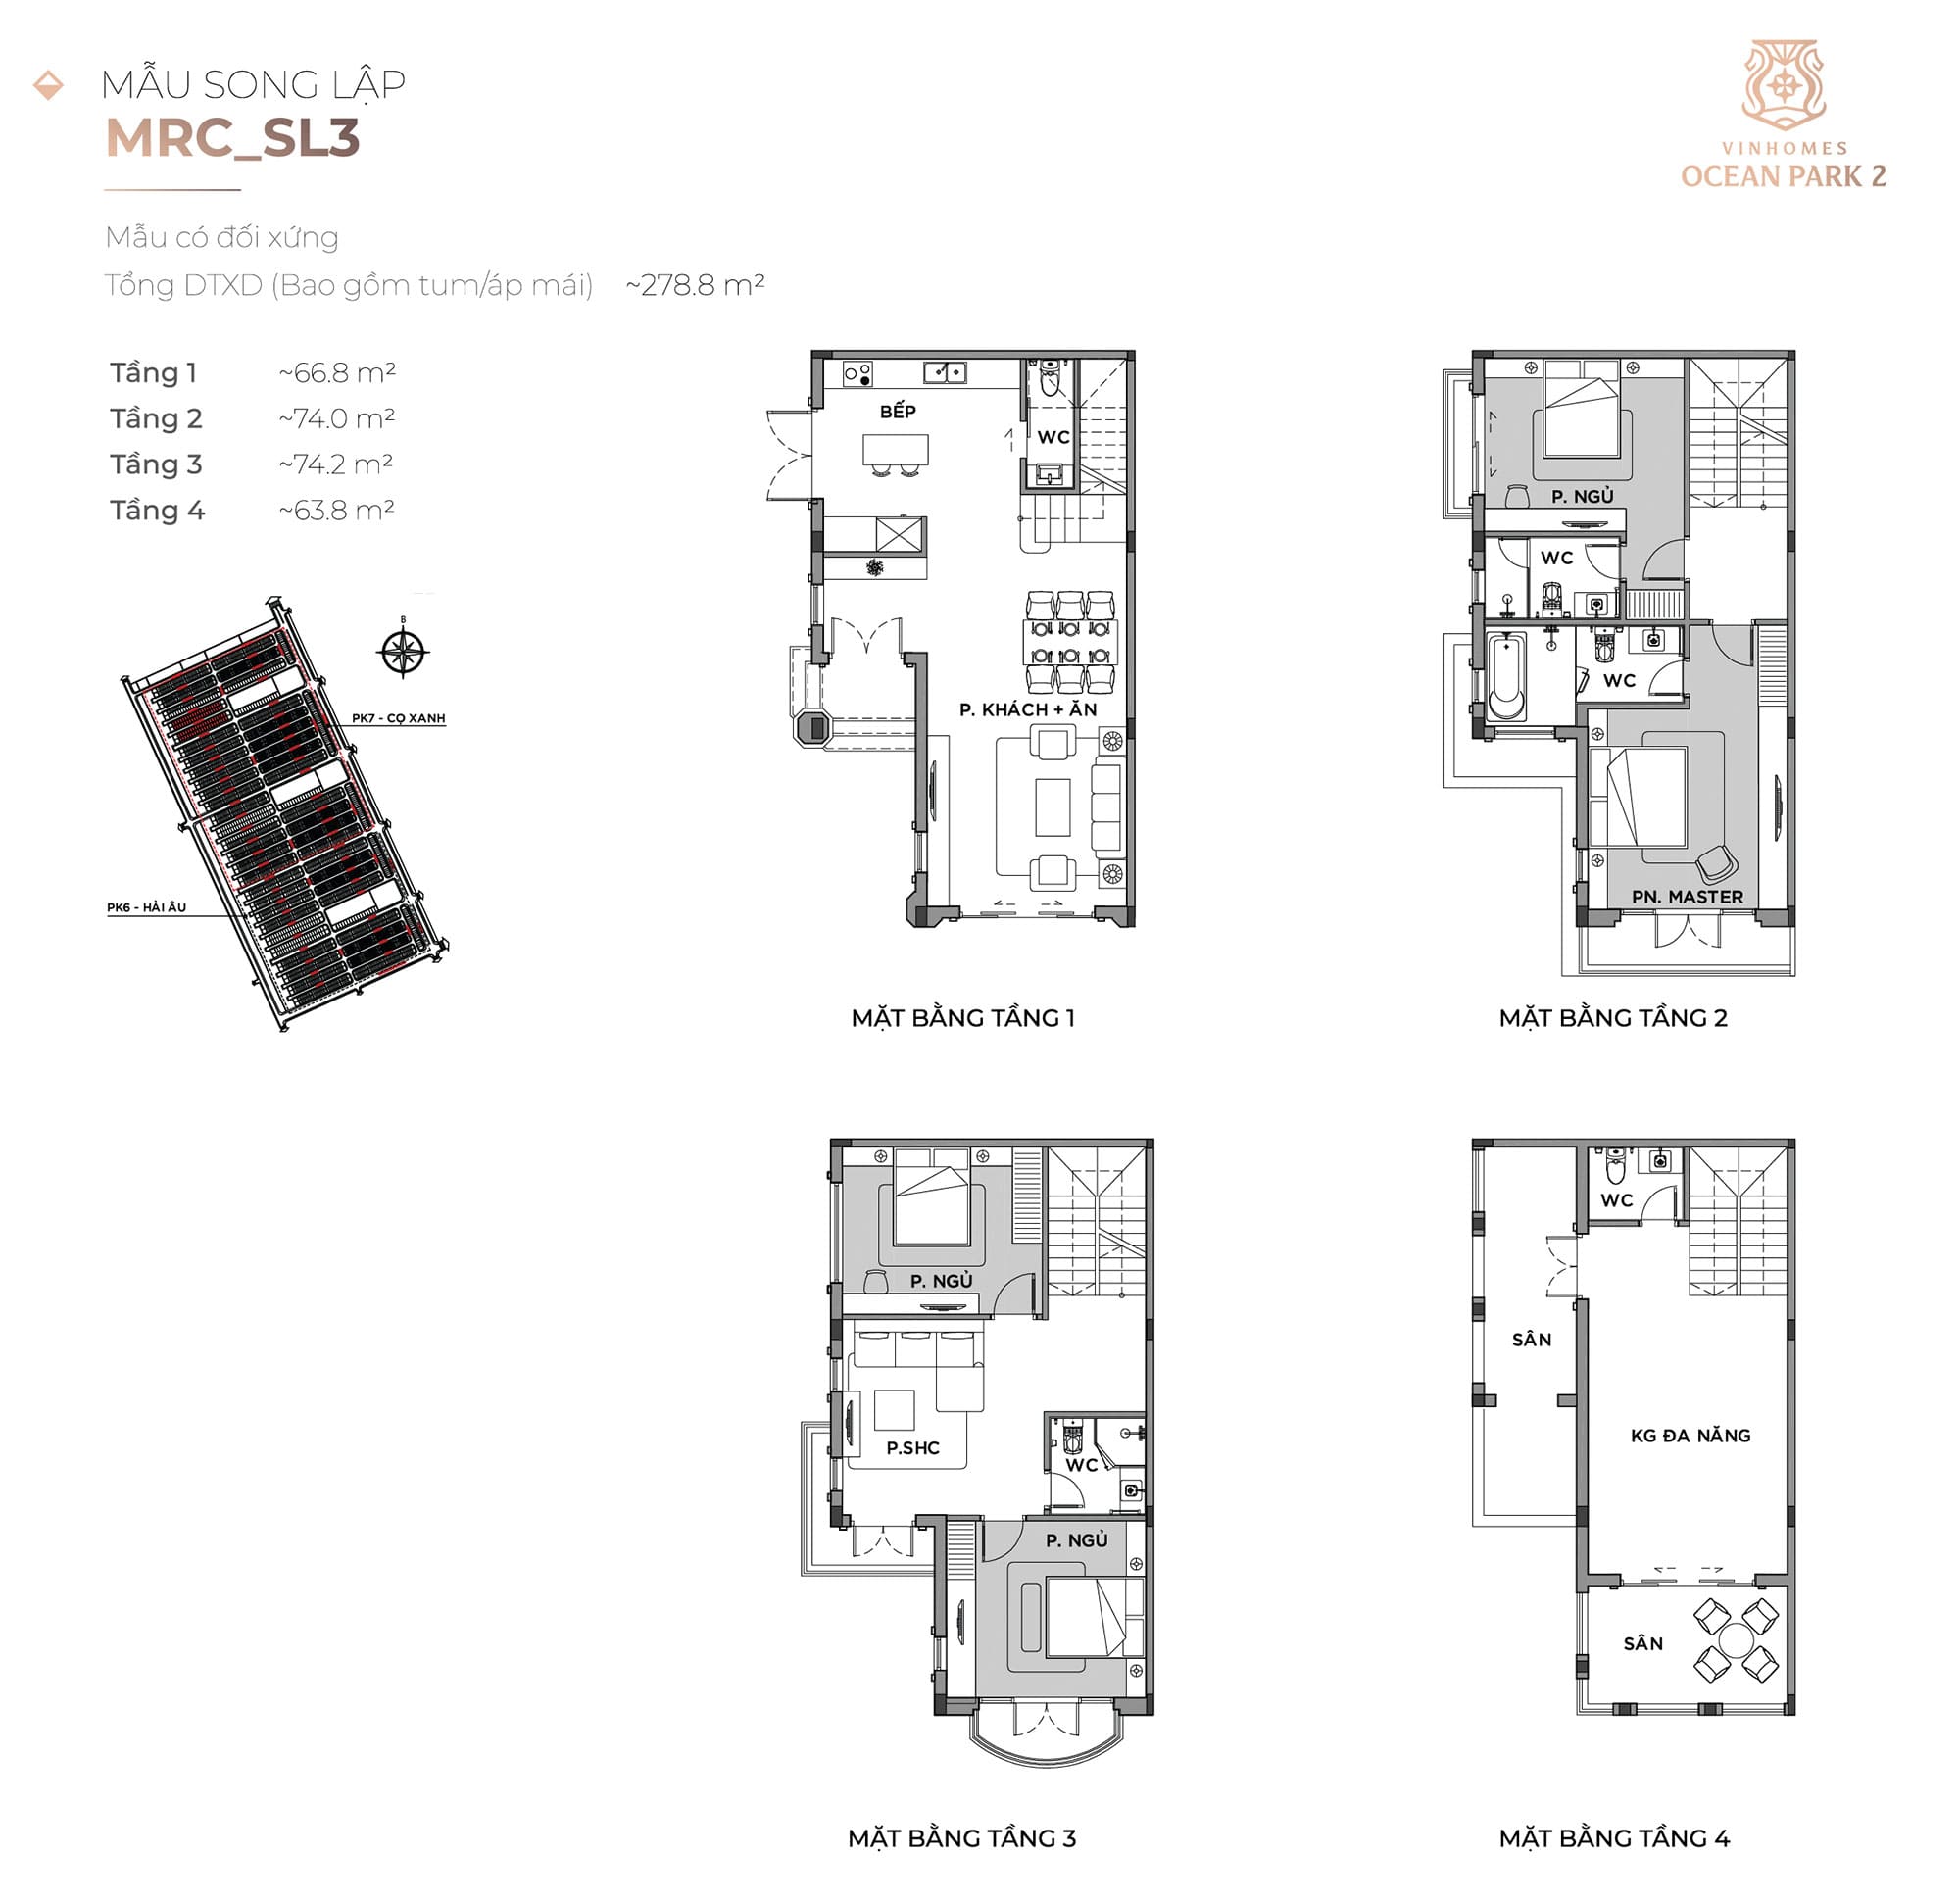 MẪU SONG LẬP
MRC_SL3
VINHOMES
OCEAN PARK 2
Mẫu có đối xứng
Tổng DTXD (Bao gồm tum/áp mái) ~278.8 m²
Tầng 1 ~66.8 m²
Tầng 2 ~74.0 m²
Tầng 3 ~74.2 m²
Tầng 4 ~63.8 m²
B
PK7 - CỌ XANH
PK6 - HẢI ÂU
BẾP
WC
P. KHÁCH + ĂN
MẶT BẰNG TẦNG 1
P. NGỦ
WC
WC
PN. MASTER
MẶT BẰNG TẦNG 2
P. NGỦ
P.SHC
WC
P. NGỦ
MẶT BẰNG TẦNG 3
WC
SÂN
KG ĐA NĂNG
SÂN
MẶT BẰNG TẦNG 4